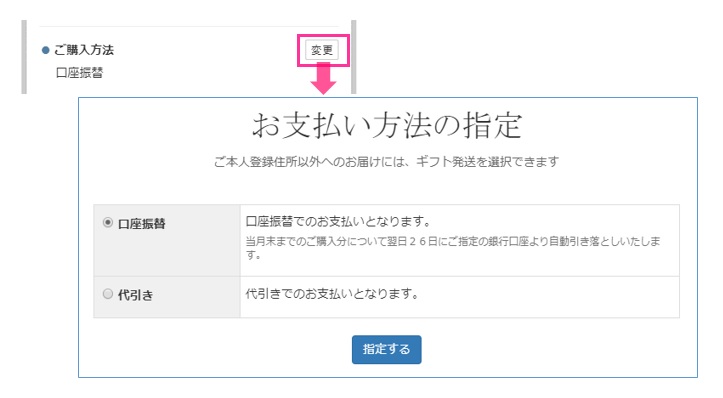 ご購入方法
変更
口座振替
お支払い方法の指定
ご本人登録住所以外へのお届けには、ギフト発送を選択できます
口座振替
口座振替でのお支払いとなります。
当月末までのご購入分について翌日２６日にご指定の銀行口座より自動引き落としいたしま
す。
代引き
代引きでのお支払いとなります。
指定する